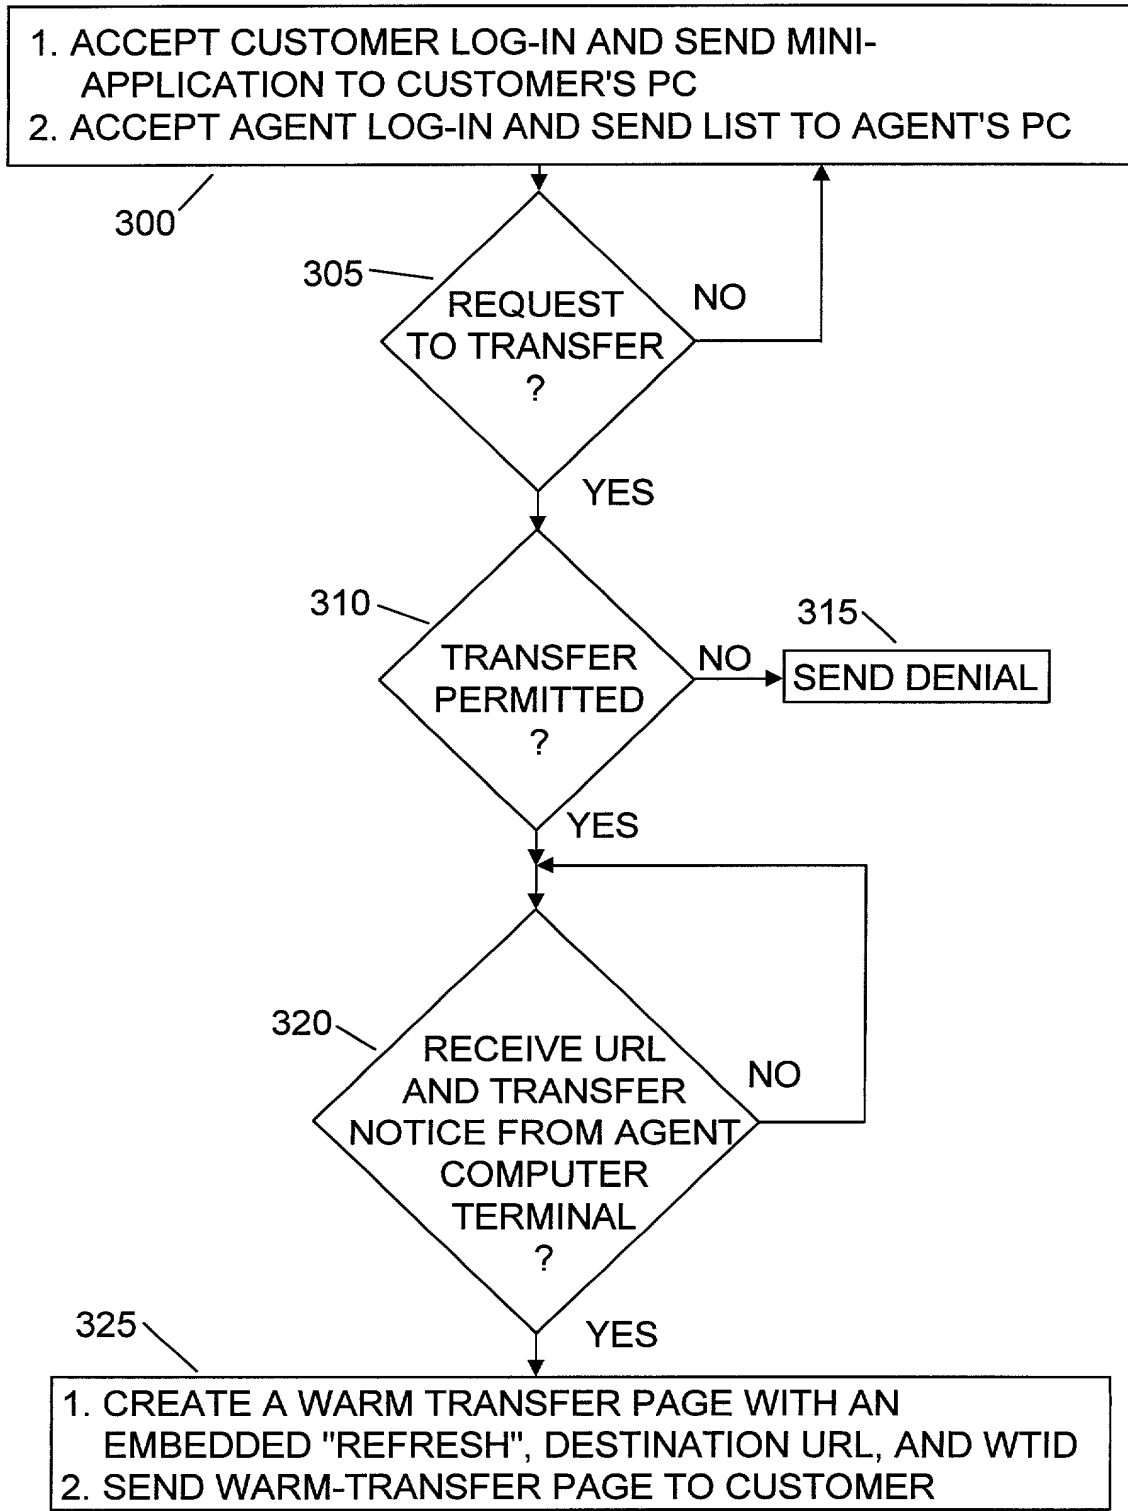 1. ACCEPT CUSTOMER LOG-IN AND SEND MINI-
APPLICATION TO CUSTOMER'S PC
2. ACCEPT AGENT LOG-IN AND SEND LIST TO AGENT'S PC
300
305
REQUEST
TO TRANSFER
?
NO
YES
310
TRANSFER
PERMITTED
?
NO
315
SEND DENIAL
YES
320
RECEIVE URL
AND TRANSFER
NOTICE FROM AGENT
COMPUTER
TERMINAL
?
NO
YES
325
1. CREATE A WARM TRANSFER PAGE WITH AN
EMBEDDED "REFRESH", DESTINATION URL, AND WTID
2. SEND WARM-TRANSFER PAGE TO CUSTOMER